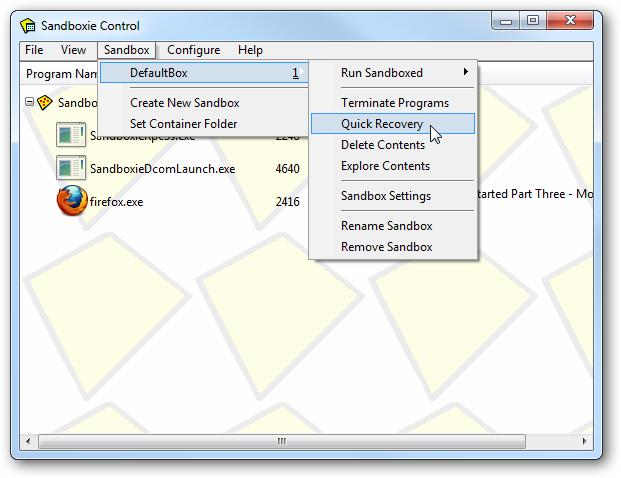 Sandboxie Control
File View Sandbox Configure Help
Program Nam
DefaultBox 1
Create New Sandbox
Set Container Folder
Run Sandboxed
Terminate Programs
Quick Recovery
Delete Contents
Explore Contents
Sandbox Settings
Rename Sandbox
Remove Sandbox
Sandbo
SandboxieRpcSs.exe 2248
SandboxieDcomLaunch.exe 4640
firefox.exe 2416
tarted Part Three - Mo